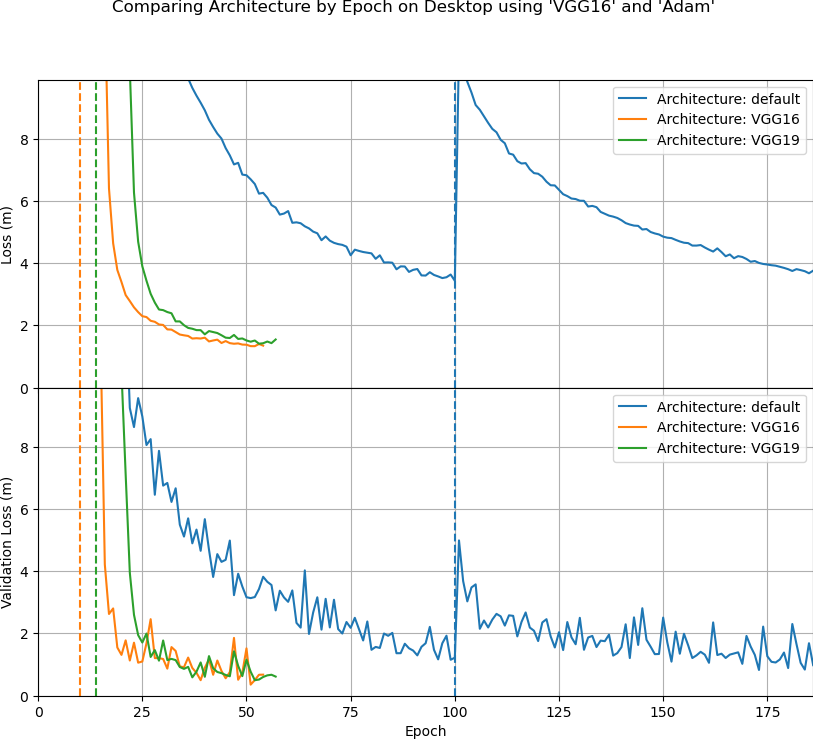 Comparing Architecture by Epoch on Desktop using 'VGG16' and 'Adam'
Architecture: default
Architecture: VGG16
Architecture: VGG19
8
6
4
2
0
Loss (m)
Architecture: default
Architecture: VGG16
Architecture: VGG19
8
6
4
2
0
Validation Loss (m)
0 25 50 75 100 125 150 175
Epoch